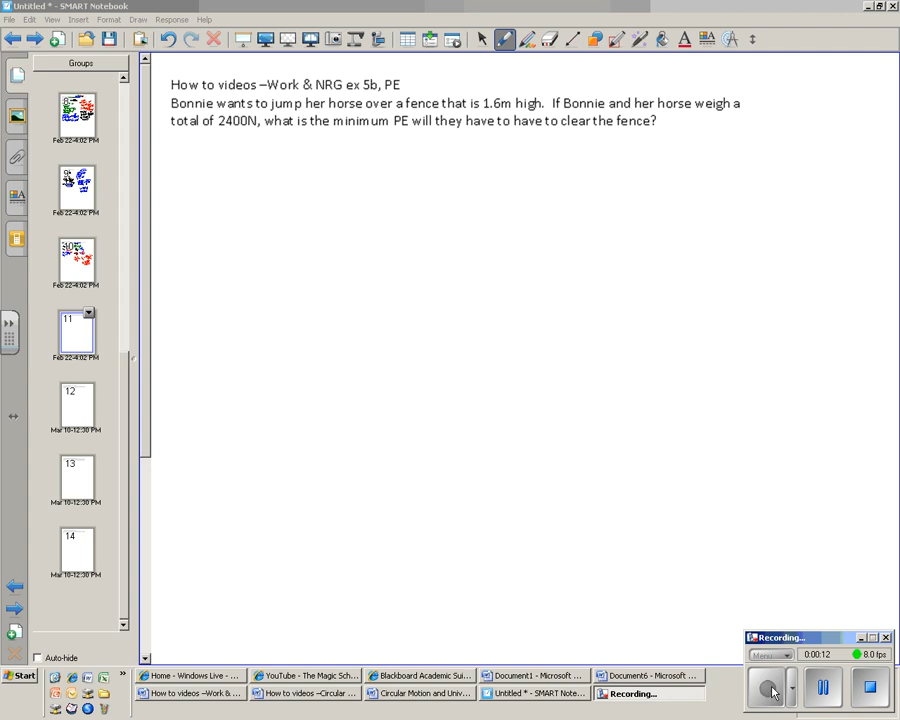 Untitled * - SMART Notebook
File Edit View Insert Format Draw Response Help
Groups
How to videos –Work & NRG ex 5b, PE
Bonnie wants to jump her horse over a fence that is 1.6m high. If Bonnie and her horse weigh a
total of 2400N, what is the minimum PE will they have to have to clear the fence?
8
Feb 22-4:02 PM
9
Feb 22-4:02 PM
10
Feb 22-4:02 PM
11
Feb 22-4:02 PM
12
Mar 10-12:30 PM
13
Mar 10-12:30 PM
14
Mar 10-12:30 PM
Auto-hide
Recording...
Menu 0:00:12 8.0 fps
Start Home - Windows Live - ... YouTube - The Magic Sch... Blackboard Academic Sui... Document1 - Microsoft ... Document6 - Microsoft ...
How to videos –Work & ... How to videos –Circular ... Circular Motion and Univ... Untitled * - SMART Note... Recording...